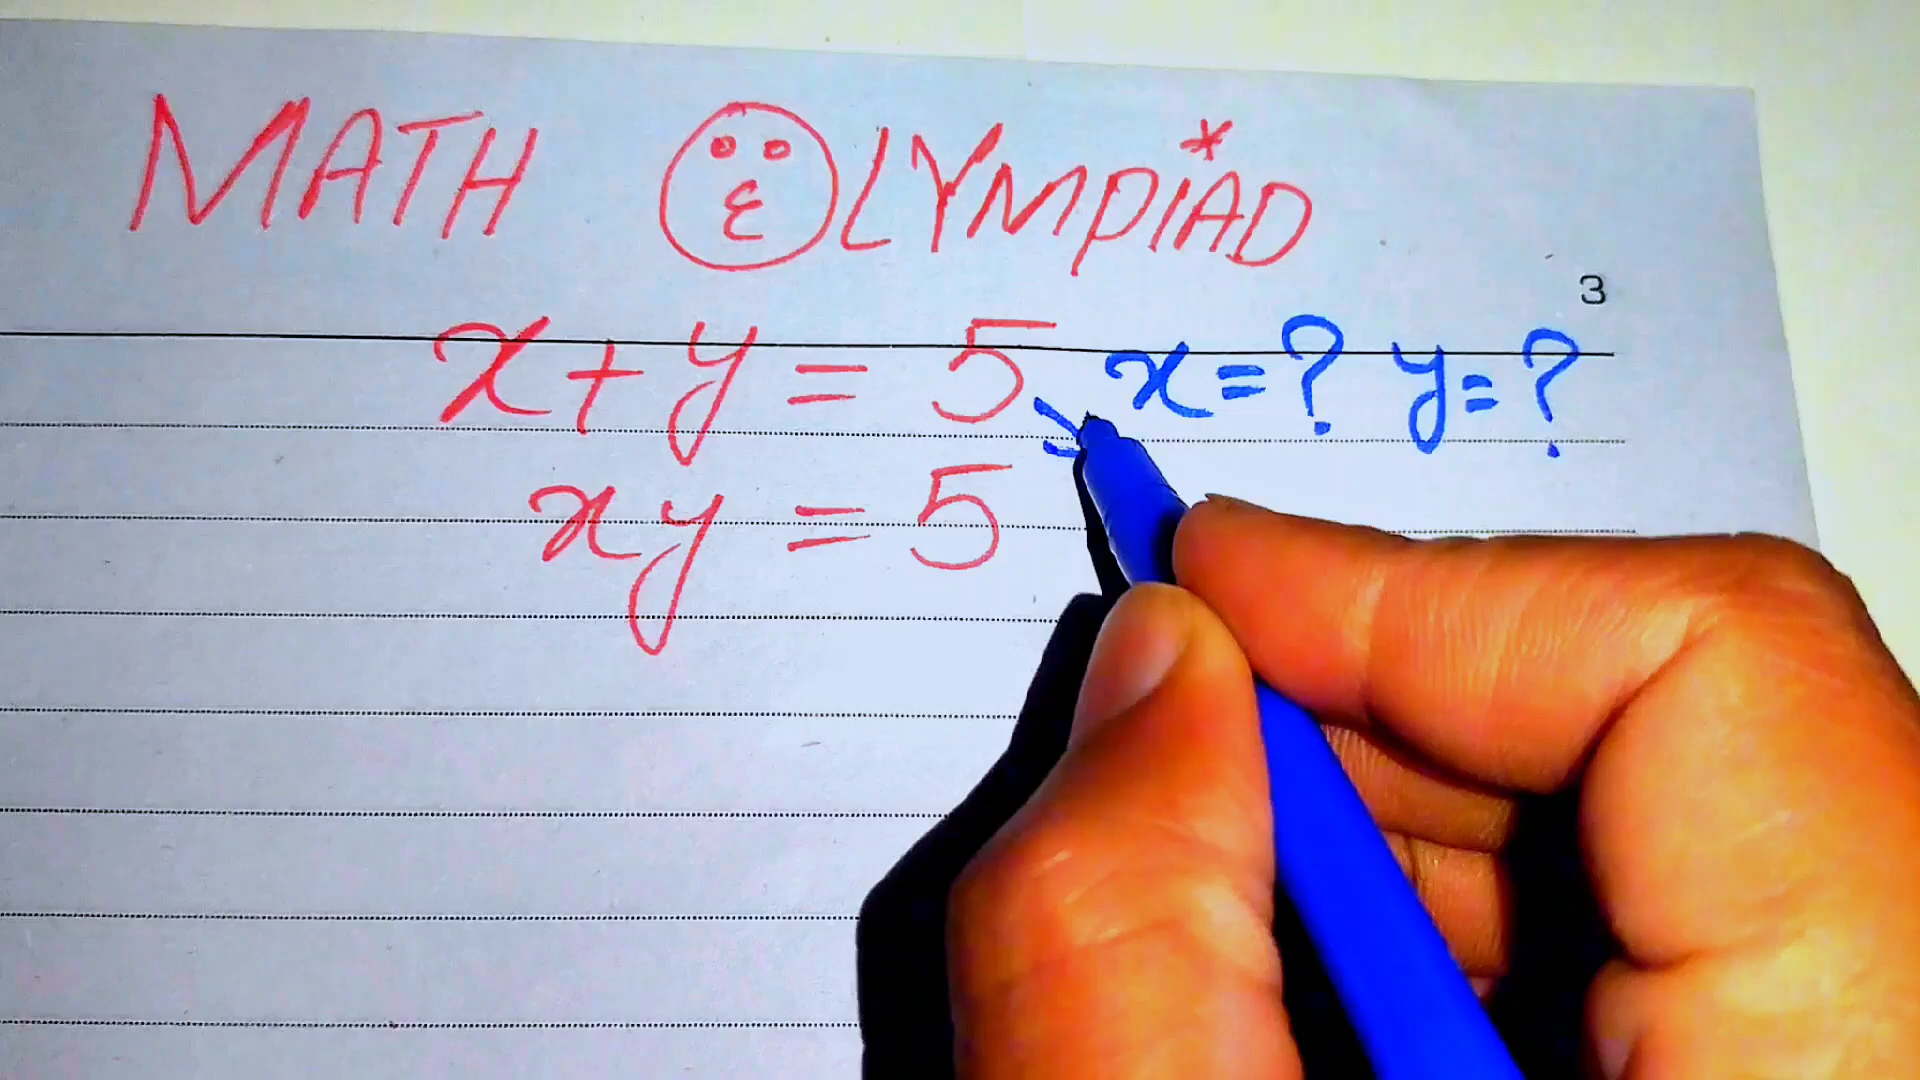 MATH OLYMPIAD
3
x + y = 5 x = ? y = ?
xy = 5